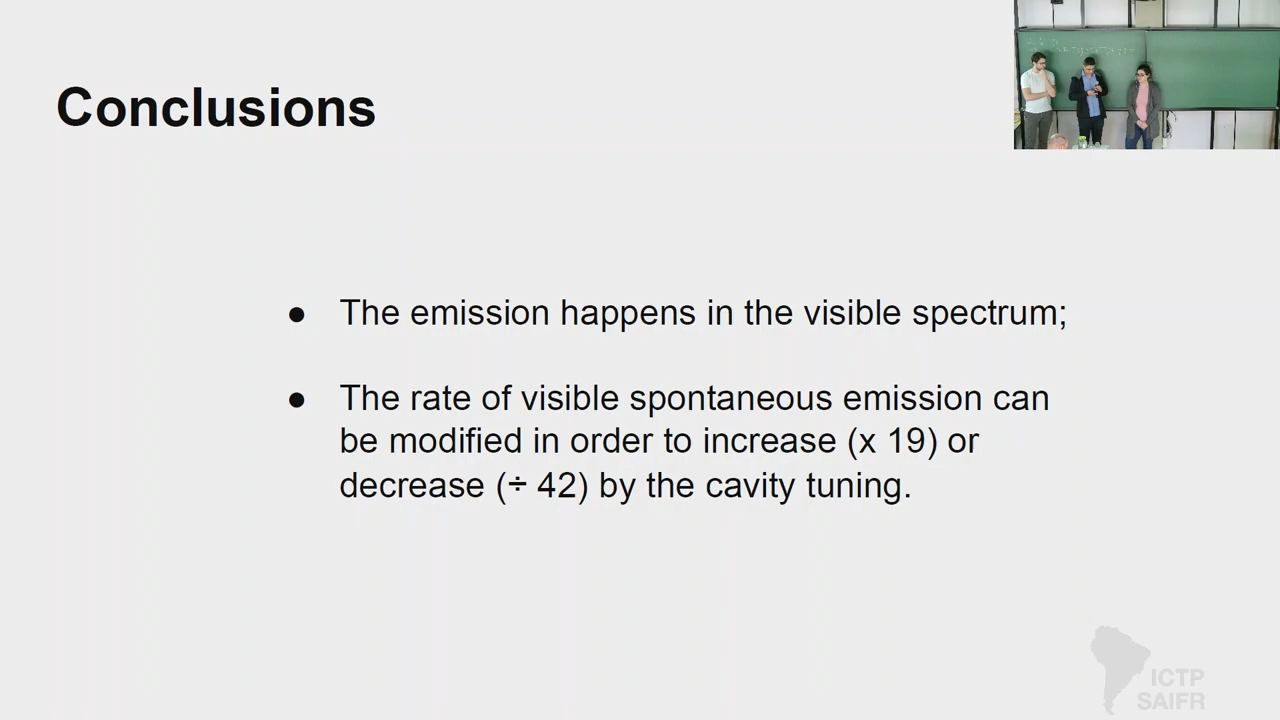 Conclusions
● The emission happens in the visible spectrum;
● The rate of visible spontaneous emission can
be modified in order to increase (x 19) or
decrease (÷ 42) by the cavity tuning.
ICTP
SAIFR